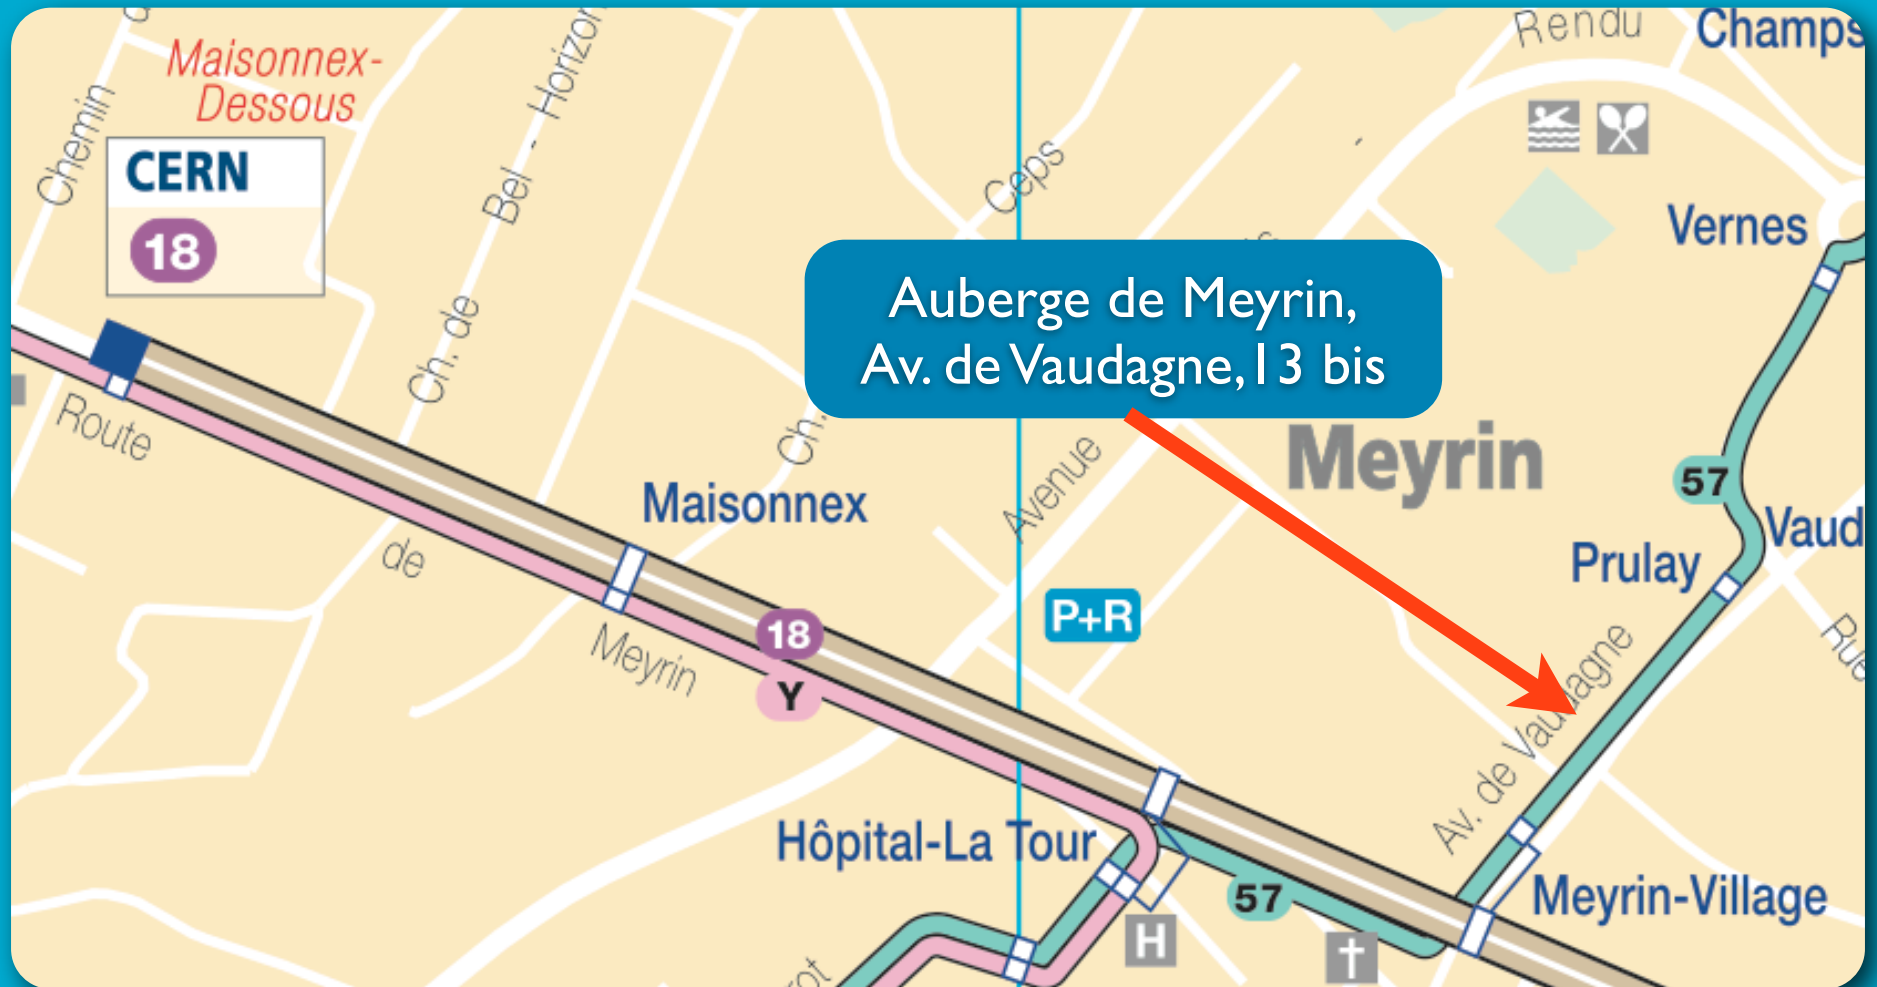 Rendu
Champs
Maisonnex-
Dessous
Chemin
CERN
18
Bel - Horizon
Ceps
Vernes
Auberge de Meyrin,
Av. de Vaudagne,13 bis
Ch. de
Ch.
Route
Avenue
Meyrin
57
Maisonnex
Vaud
Prulay
de
P+R
18
Y
Meyrin
Rue
Av. de Vaudagne
Hôpital-La Tour
57
Meyrin-Village
H